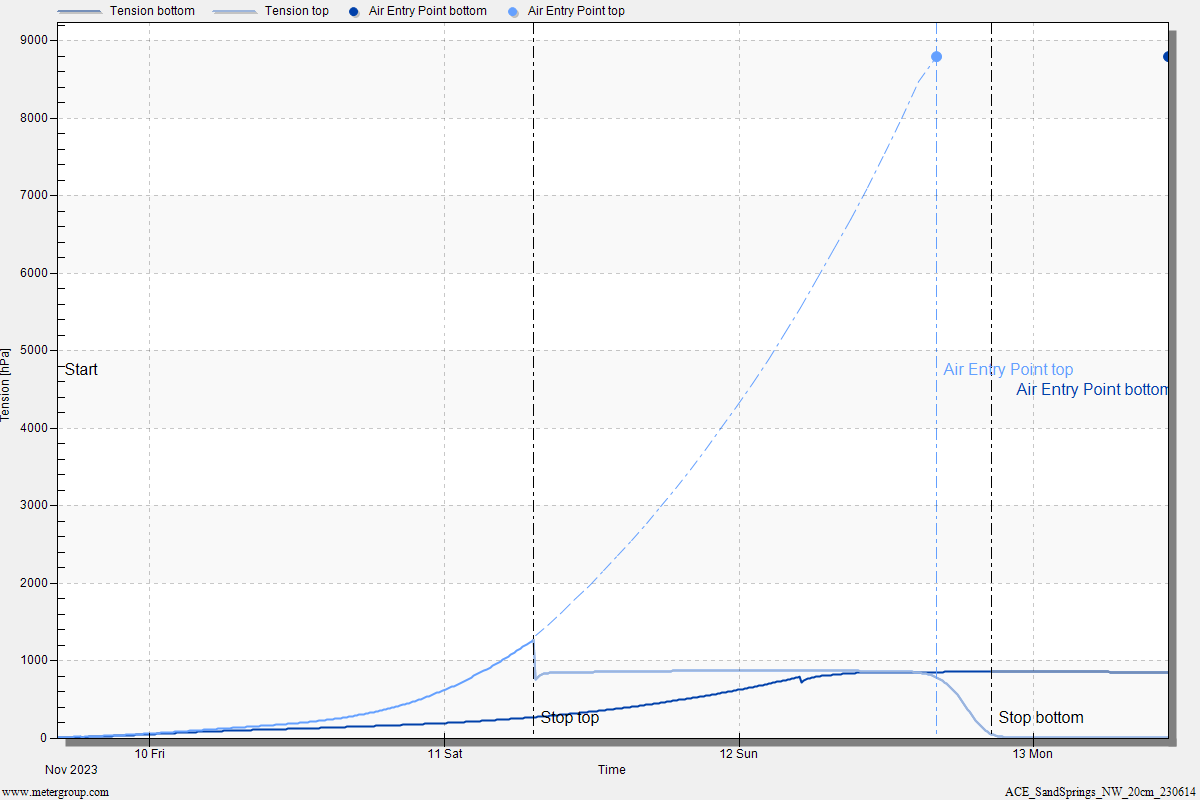 Tension bottom Tension top Air Entry Point bottom Air Entry Point top
9000
8000
7000
6000
5000
4000
3000
2000
1000
0
Tension [hPa]
Start
Air Entry Point top
Air Entry Point bottom
Stop top
Stop bottom
10 Fri 11 Sat 12 Sun 13 Mon
Nov 2023
Time
www.metergroup.com
ACE_SandSprings_NW_20cm_230614